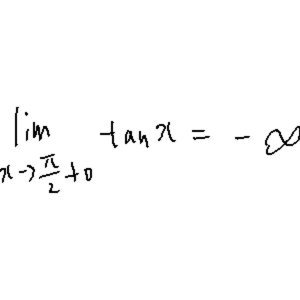 lim tan x = - ∞
x→π/2+0